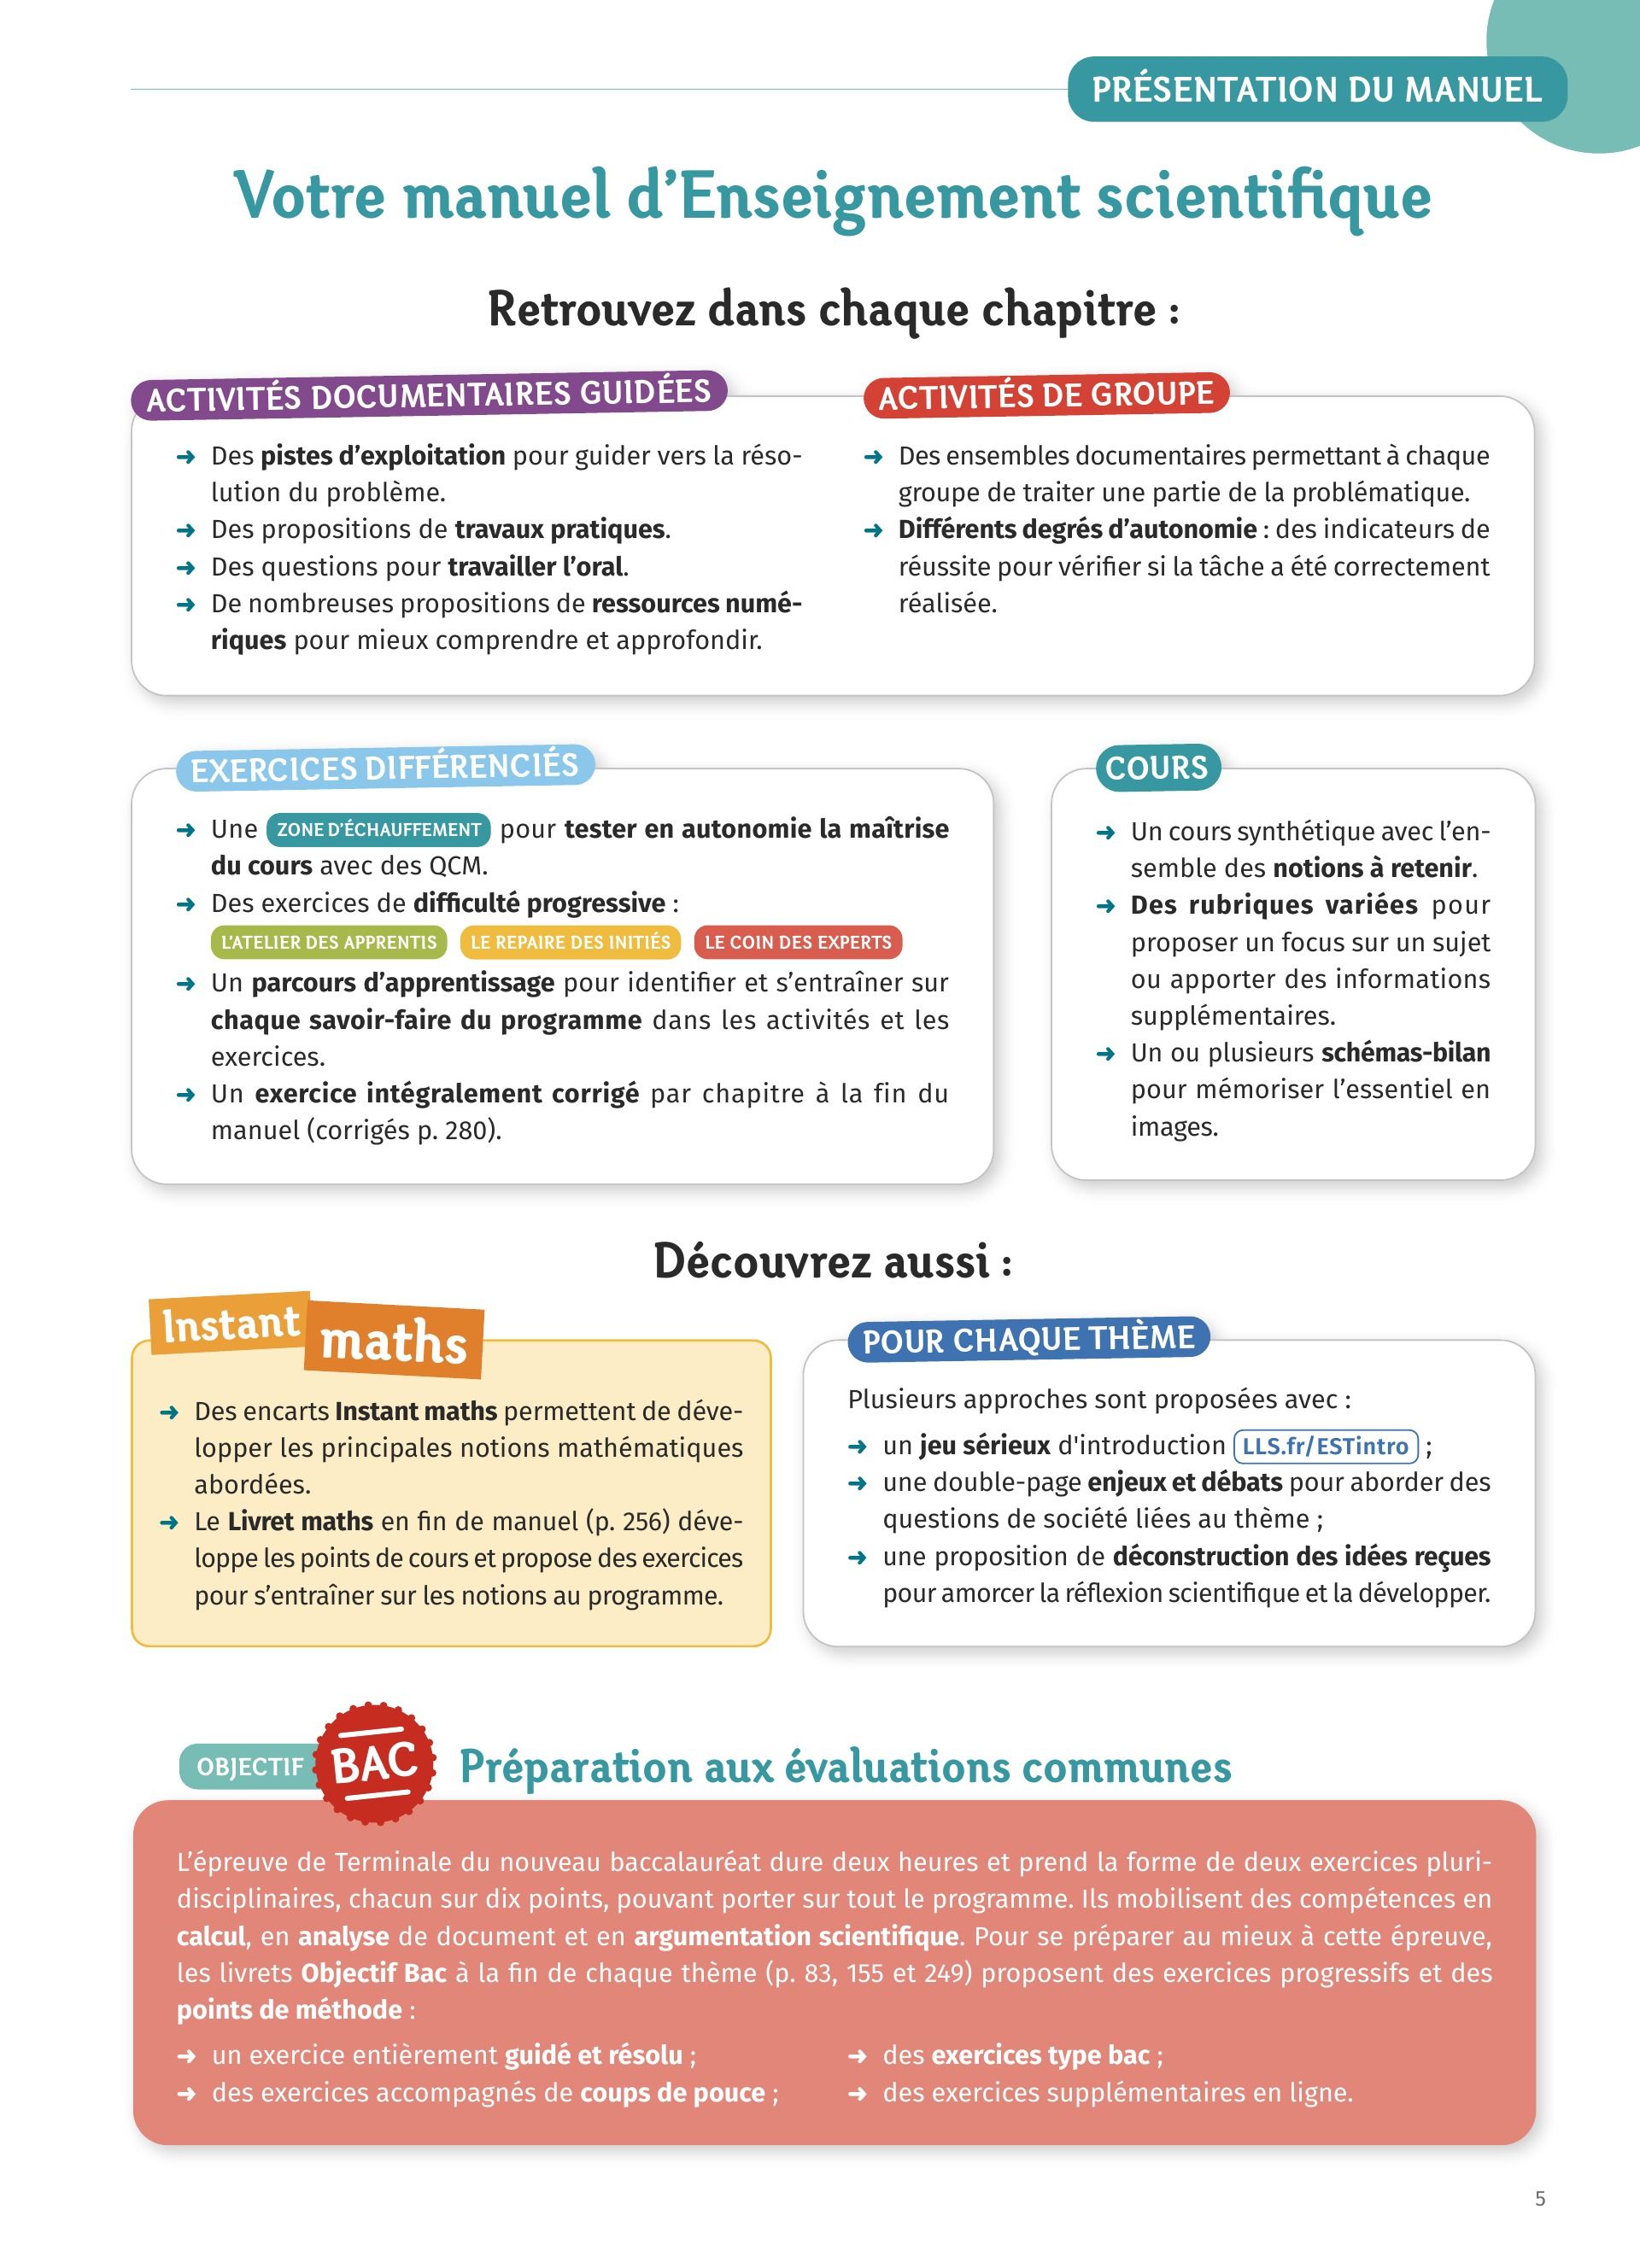 PRÉSENTATION DU MANUEL
Votre manuel d’Enseignement scientifique
Retrouvez dans chaque chapitre :
ACTIVITÉS DOCUMENTAIRES GUIDÉES
➜ Des pistes d’exploitation pour guider vers la réso-
lution du problème.
➜ Des propositions de travaux pratiques.
➜ Des questions pour travailler l’oral.
➜ De nombreuses propositions de ressources numé-
riques pour mieux comprendre et approfondir.
ACTIVITÉS DE GROUPE
➜ Des ensembles documentaires permettant à chaque
groupe de traiter une partie de la problématique.
➜ Différents degrés d’autonomie : des indicateurs de
réussite pour vérifier si la tâche a été correctement
réalisée.
EXERCICES DIFFÉRENCIÉS
➜ Une ZONE D’ÉCHAUFFEMENT pour tester en autonomie la maîtrise
du cours avec des QCM.
➜ Des exercices de difficulté progressive :
L’ATELIER DES APPRENTIS LE REPAIRE DES INITIÉS LE COIN DES EXPERTS
➜ Un parcours d’apprentissage pour identifier et s’entraîner sur
chaque savoir-faire du programme dans les activités et les
exercices.
➜ Un exercice intégralement corrigé par chapitre à la fin du
manuel (corrigés p. 280).
COURS
➜ Un cours synthétique avec l’en-
semble des notions à retenir.
➜ Des rubriques variées pour
proposer un focus sur un sujet
ou apporter des informations
supplémentaires.
➜ Un ou plusieurs schémas-bilan
pour mémoriser l’essentiel en
images.
Découvrez aussi :
Instant maths
➜ Des encarts Instant maths permettent de déve-
lopper les principales notions mathématiques
abordées.
➜ Le Livret maths en fin de manuel (p. 256) déve-
loppe les points de cours et propose des exercices
pour s’entraîner sur les notions au programme.
POUR CHAQUE THÈME
Plusieurs approches sont proposées avec :
➜ un jeu sérieux d'introduction LLS.fr/ESTintro ;
➜ une double-page enjeux et débats pour aborder des
questions de société liées au thème ;
➜ une proposition de déconstruction des idées reçues
pour amorcer la réflexion scientifique et la développer.
OBJECTIF BAC Préparation aux évaluations communes
L’épreuve de Terminale du nouveau baccalauréat dure deux heures et prend la forme de deux exercices pluri-
disciplinaires, chacun sur dix points, pouvant porter sur tout le programme. Ils mobilisent des compétences en
calcul, en analyse de document et en argumentation scientifique. Pour se préparer au mieux à cette épreuve,
les livrets Objectif Bac à la fin de chaque thème (p. 83, 155 et 249) proposent des exercices progressifs et des
points de méthode :
➜ un exercice entièrement guidé et résolu ;
➜ des exercices accompagnés de coups de pouce ;
➜ des exercices type bac ;
➜ des exercices supplémentaires en ligne.
5